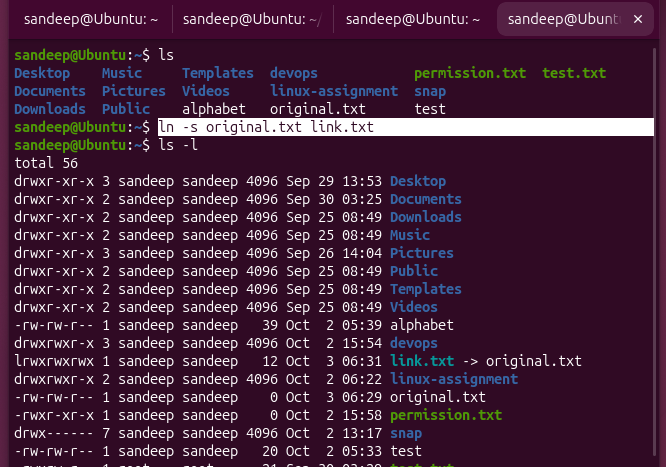 sandeep@Ubuntu: ~ sandeep@Ubuntu: ~/ sandeep@Ubuntu: ~ sandeep@Ubuntu ×
sandeep@Ubuntu:~$ ls
Desktop Music Templates devops permission.txt test.txt
Documents Pictures Videos linux-assignment snap
Downloads Public alphabet original.txt test
sandeep@Ubuntu:~$ ln -s original.txt link.txt
sandeep@Ubuntu:~$ ls -l
total 56
drwxr-xr-x 3 sandeep sandeep 4096 Sep 29 13:53 Desktop
drwxr-xr-x 2 sandeep sandeep 4096 Sep 30 03:25 Documents
drwxr-xr-x 2 sandeep sandeep 4096 Sep 25 08:49 Downloads
drwxr-xr-x 2 sandeep sandeep 4096 Sep 25 08:49 Music
drwxr-xr-x 3 sandeep sandeep 4096 Sep 26 14:04 Pictures
drwxr-xr-x 2 sandeep sandeep 4096 Sep 25 08:49 Public
drwxr-xr-x 2 sandeep sandeep 4096 Sep 25 08:49 Templates
drwxr-xr-x 2 sandeep sandeep 4096 Sep 25 08:49 Videos
-rw-rw-r-- 1 sandeep sandeep 39 Oct 2 05:39 alphabet
drwxrwxr-x 3 sandeep sandeep 4096 Oct 2 15:54 devops
lrwxrwxrwx 1 sandeep sandeep 12 Oct 3 06:31 link.txt -> original.txt
drwxrwxr-x 2 sandeep sandeep 4096 Oct 2 06:22 linux-assignment
-rw-rw-r-- 1 sandeep sandeep 0 Oct 3 06:29 original.txt
-rwxr-xr-x 1 sandeep sandeep 0 Oct 2 15:58 permission.txt
drwx------ 7 sandeep sandeep 4096 Oct 2 13:17 snap
-rw-rw-r-- 1 sandeep sandeep 20 Oct 2 05:33 test